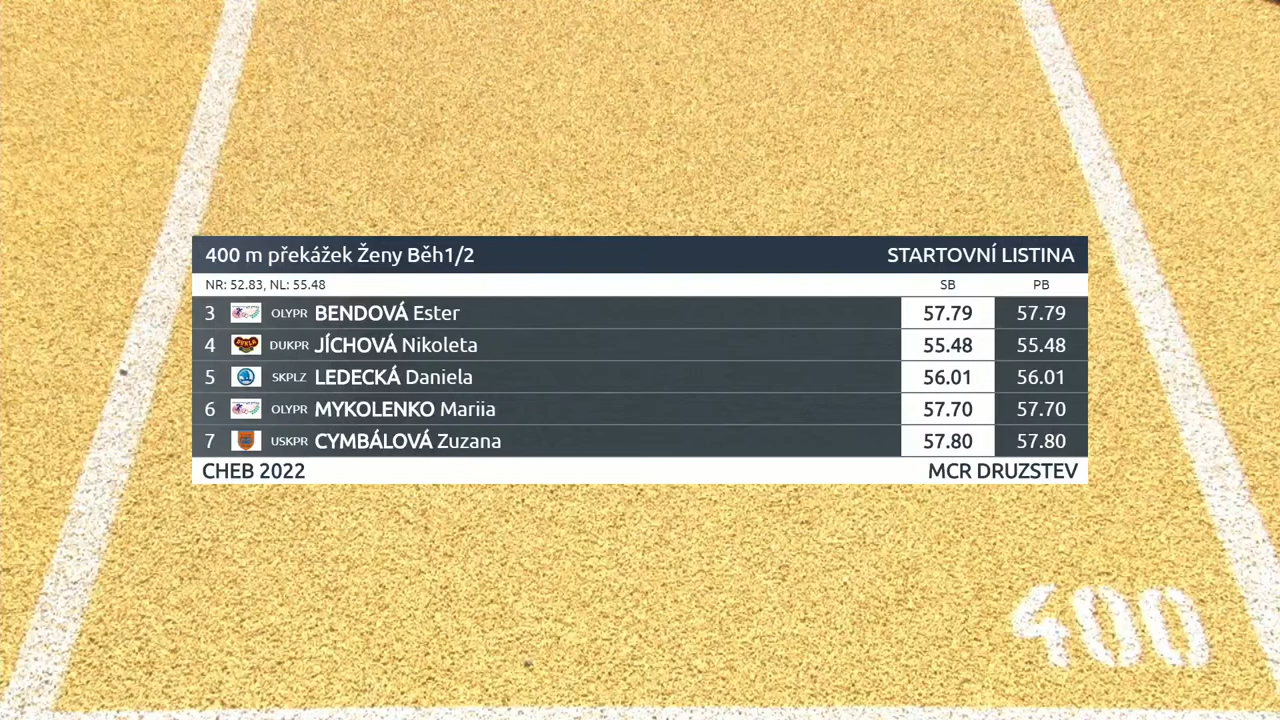 400 m překážek Ženy Běh1/2 STARTOVNÍ LISTINA
NR: 52.83, NL: 55.48 SB PB
3 OLYPR BENDOVÁ Ester 57.79 57.79
4 DUKLA DUKPR JÍCHOVÁ Nikoleta 55.48 55.48
5 SKPLZ LEDECKÁ Daniela 56.01 56.01
6 OLYPR MYKOLENKO Mariia 57.70 57.70
7 USKPR CYMBÁLOVÁ Zuzana 57.80 57.80
CHEB 2022 MCR DRUZSTEV
400